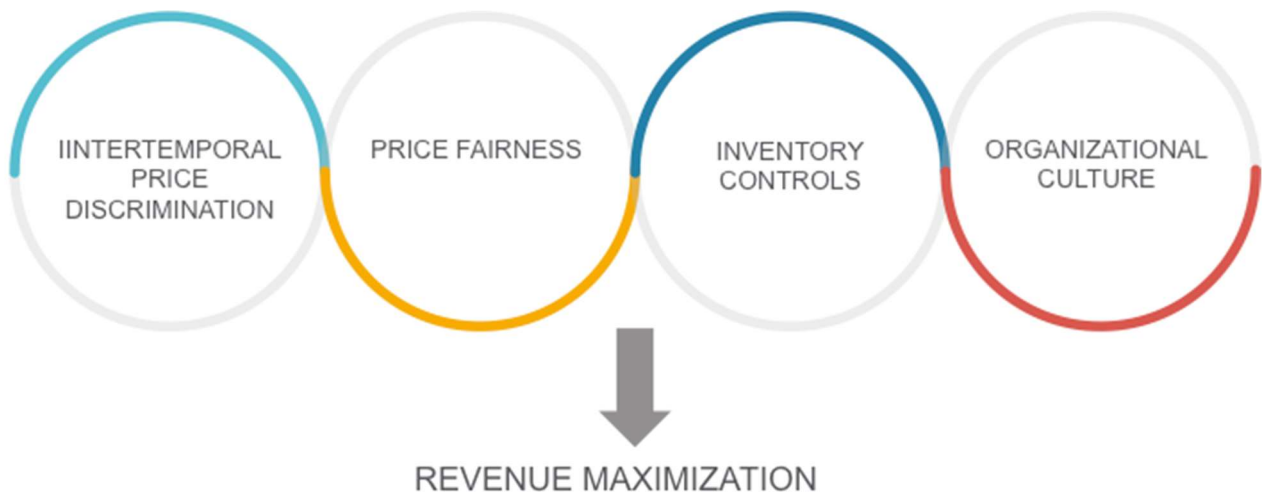 IINTERTEMPORAL
PRICE
DISCRIMINATION
PRICE FAIRNESS
INVENTORY
CONTROLS
ORGANIZATIONAL
CULTURE
REVENUE MAXIMIZATION